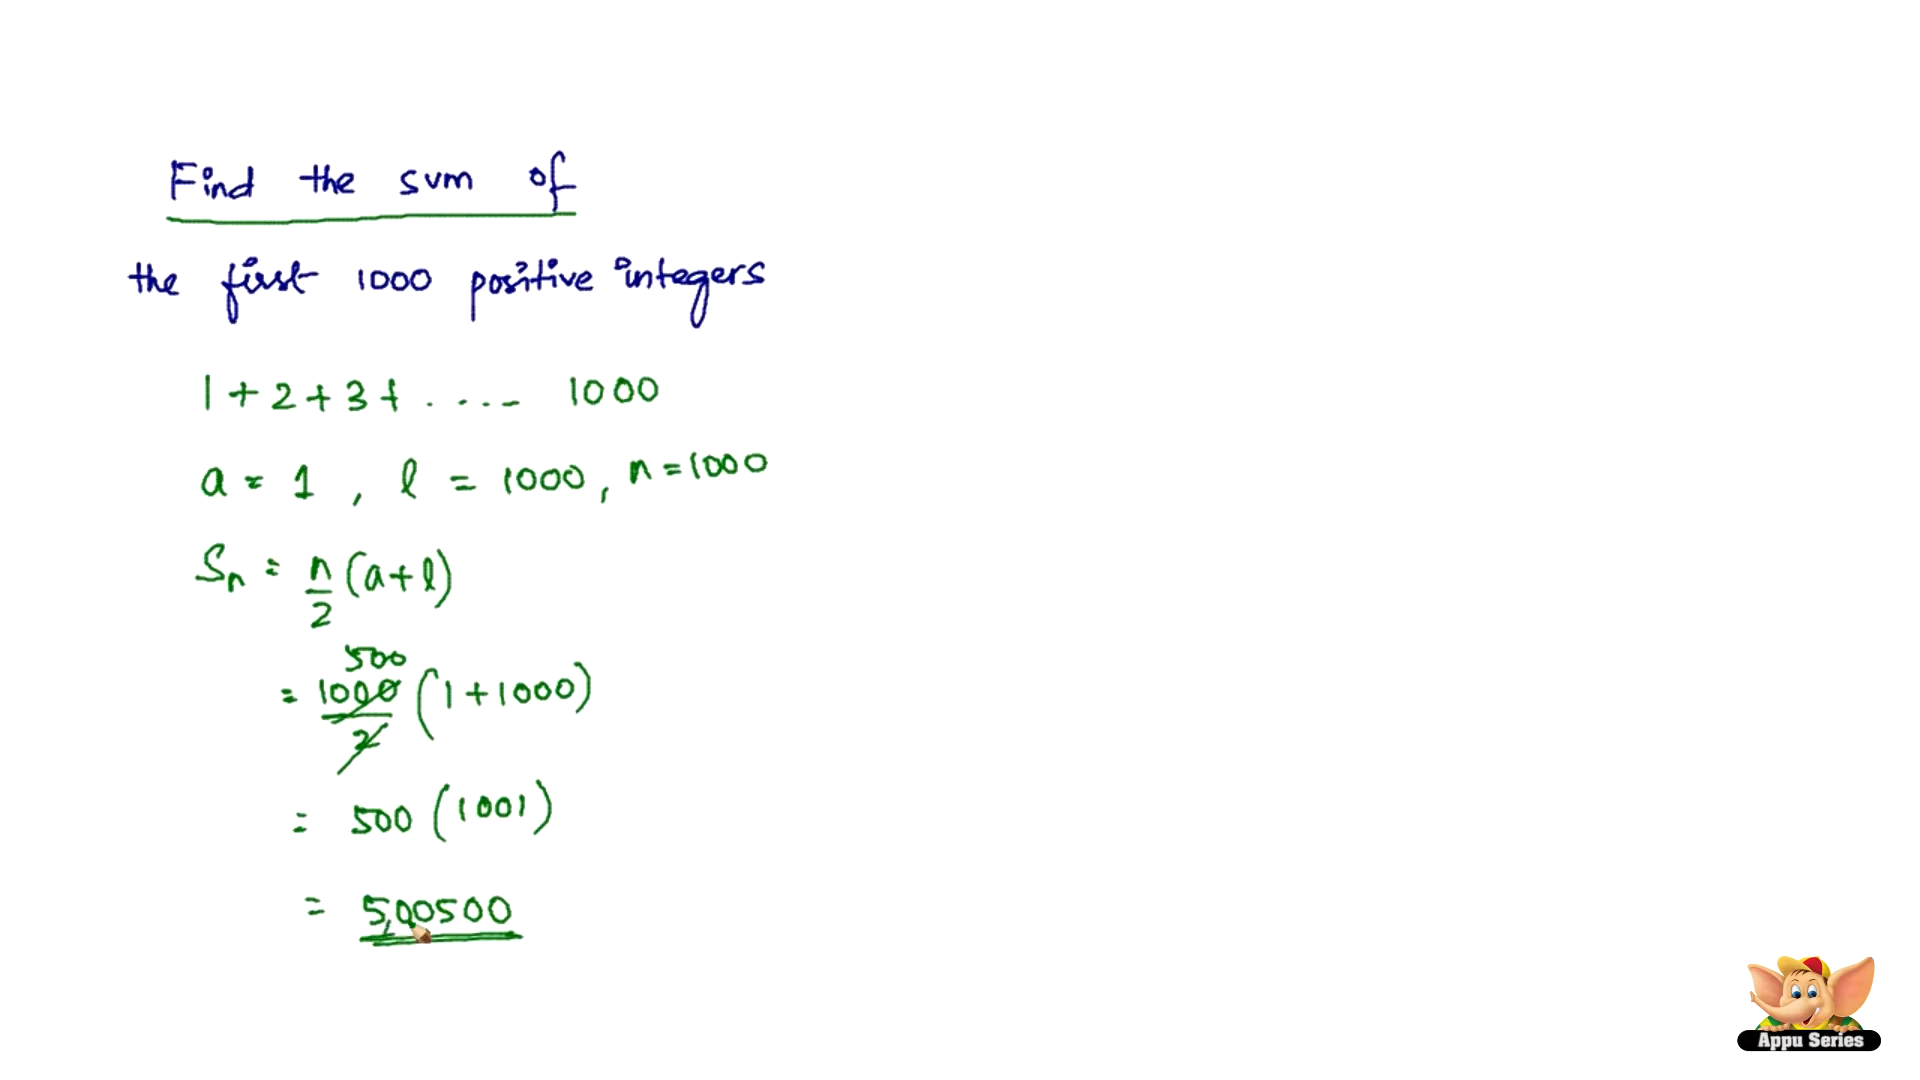 Find the sum of
the first 1000 positive integers
1 + 2 + 3 + . . . . - 1000
a = 1 , l = 1000 , n = 1000
Sn = n/2 (a + l)
500
= 1000/2 (1 + 1000)
= 500 (1001)
= 5,00500
Appu Series